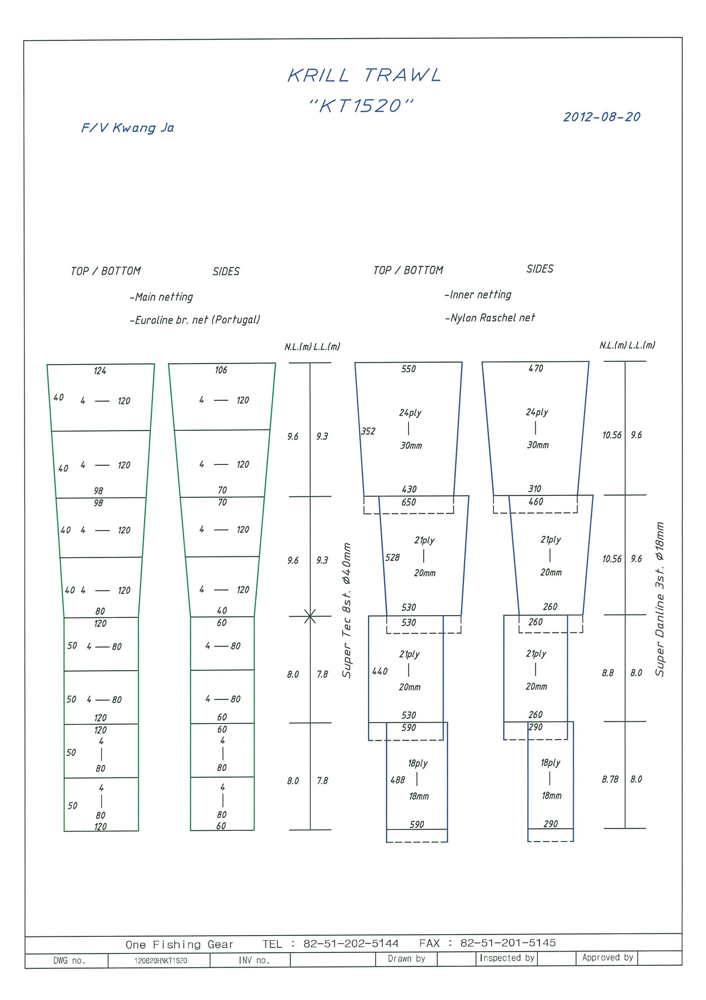 KRILL TRAWL
"KT1520"
2012-08-20
F/V Kwang Ja
TOP / BOTTOM SIDES TOP / BOTTOM SIDES
-Main netting -Inner netting
-Euroline br. net (Portugal) -Nylon Raschel net
N.L.(m) L.L.(m) N.L.(m) L.L.(m)
124 106 550 470
40 4 — 120 4 — 120
24ply 24ply
352 9.6 9.3 10.56 9.6
30mm 30mm
40 4 — 120 4 — 120
98 70 430 310
98 70 650 460
40 4 — 120 4 — 120
21ply 21ply
9.6 9.3 528 10.56 9.6
20mm 20mm
40 4 — 120 4 — 120
80 40 530 260
120 60 530 260
Super Tec 8st. Ø40mm
Super Danline 3st. Ø18mm
50 4 — 80 4 — 80
21ply 21ply
8.0 7.8 440 8.8 8.0
20mm 20mm
50 4 — 80 4 — 80
120 60 530 260
120 60 590 290
4 4
50
80 80
18ply 18ply
8.0 7.8 488 8.78 8.0
18mm 18mm
4 4
50
80 80
120 60 590 290
One Fishing Gear TEL : 82-51-202-5144 FAX : 82-51-201-5145
DWG no. 120820HNKT1520 INV no. Drawn by Inspected by Approved by